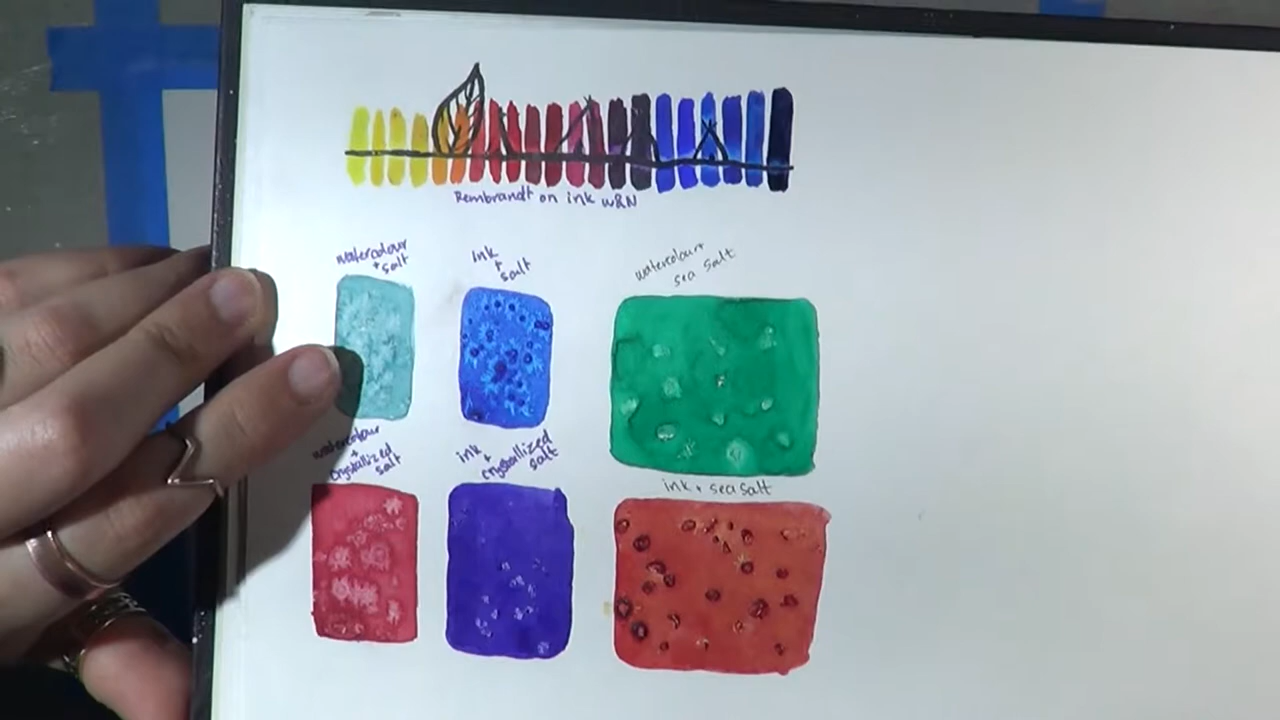 Rembrandt on ink W&N
watercolour
+ salt
ink
+
salt
watercolour +
sea salt
watercolour
+
crystallized
salt
ink
+ crystallized
salt
ink + sea salt